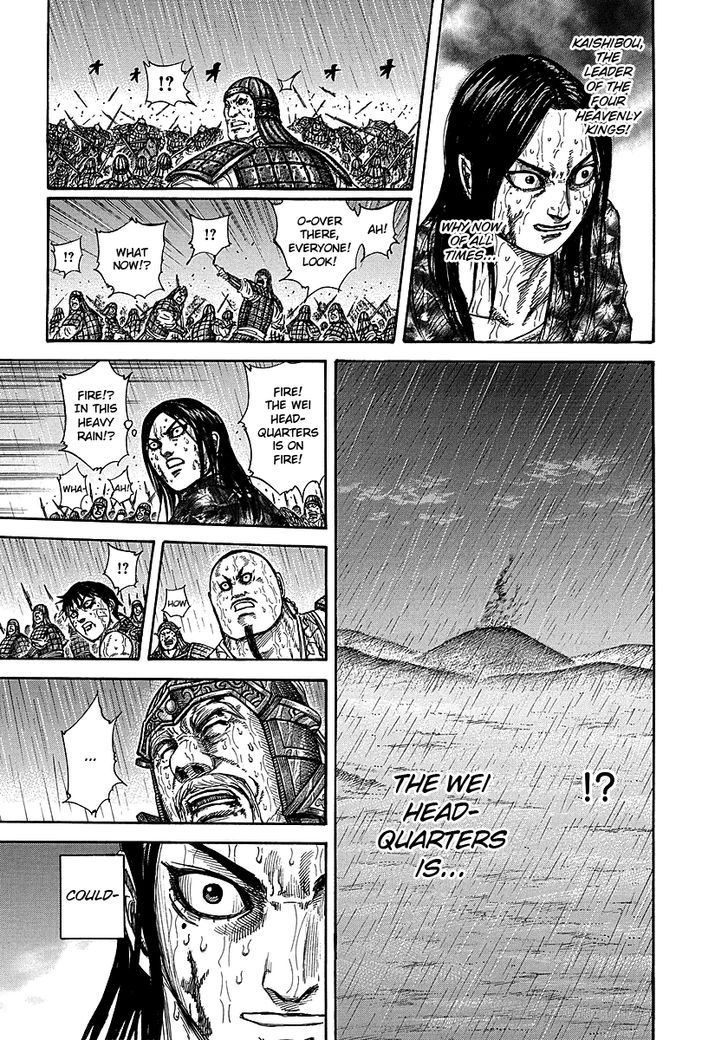 KAISHIBOU,
THE
LEADER
OF THE
FOUR
HEAVENLY
KINGS!
WHY NOW
OF ALL
TIMES...
!?
AH!
O-OVER
THERE,
EVERYONE!
LOOK!
!?
WHAT
NOW!?
!?
!?
THE WEI
HEAD-
QUARTERS
IS...
FIRE!
THE WEI
HEAD-
QUARTERS
IS ON
FIRE!
FIRE!?
IN THIS
HEAVY
RAIN!?
AH!
WHA-
HOW
!?
...
COULD-